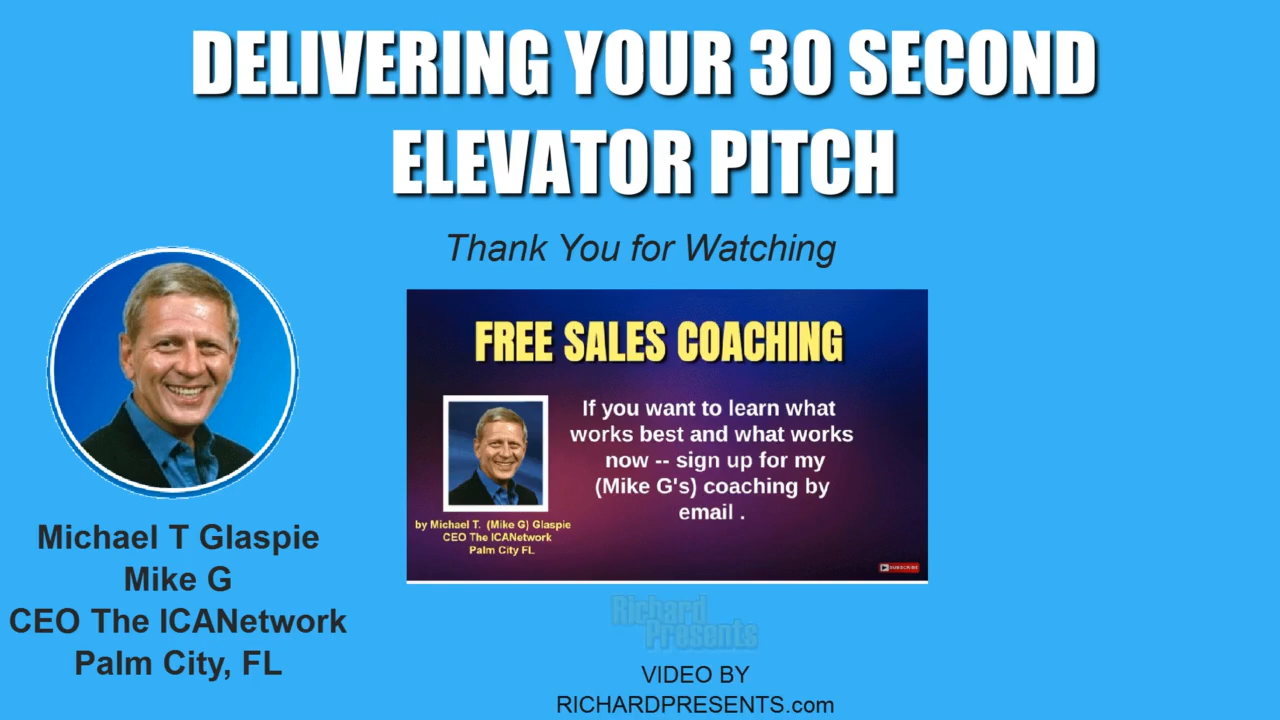 DELIVERING YOUR 30 SECOND
ELEVATOR PITCH
Thank You for Watching
Michael T Glaspie
Mike G
CEO The ICANetwork
Palm City, FL
FREE SALES COACHING
If you want to learn what
works best and what works
now -- sign up for my
(Mike G's) coaching by
email .
by Michael T. (Mike G) Glaspie
CEO The ICANetwork
Palm City FL
SUBSCRIBE
Richard
Presents
VIDEO BY
RICHARDPRESENTS.com